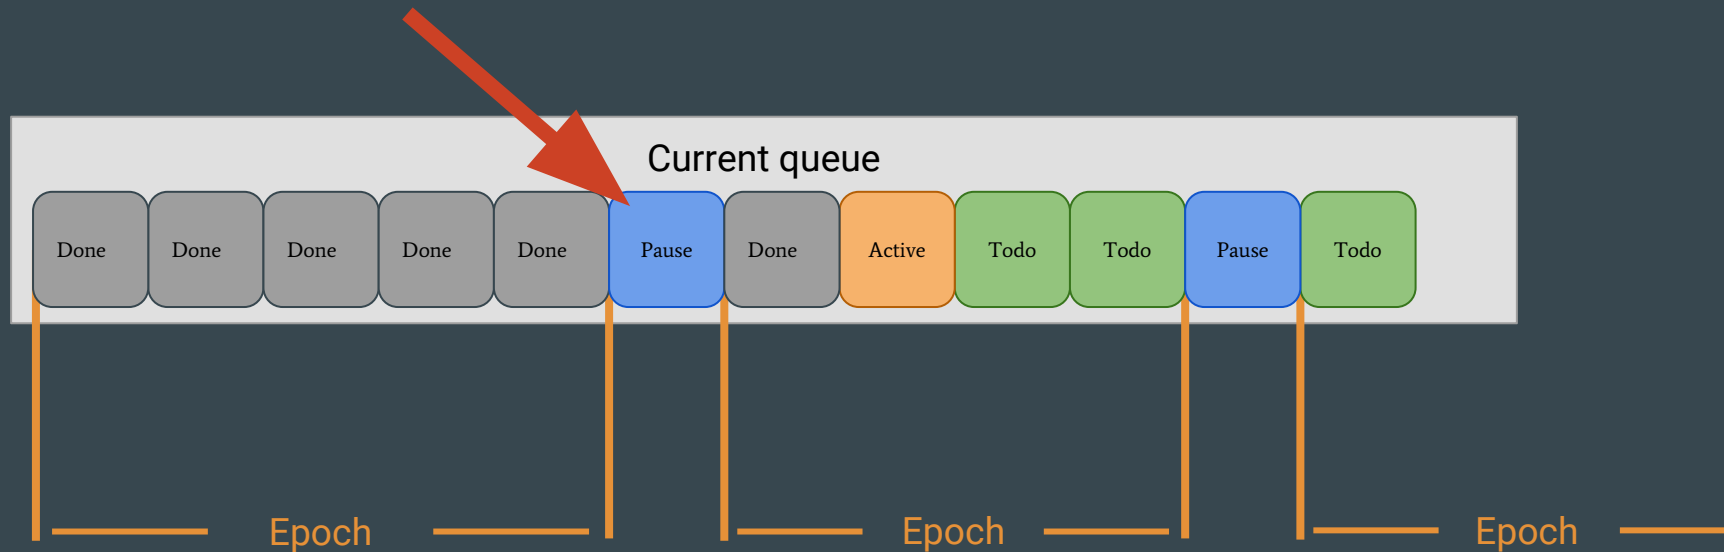 Current queue
Done Done Done Done Done Pause Done Active Todo Todo Pause Todo
Epoch Epoch Epoch